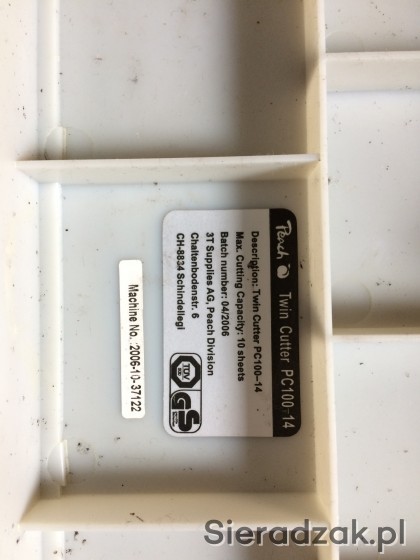 Peach Twin Cutter PC100-14
Description: Twin Cutter PC100-14
Max. Cutting Capacity: 10 sheets
Batch number: 04/2006
3T Supplies AG, Peach Division
Chaltenbodenstr. 6
CH-8834 Schindellegi
TÜV
GS
Machine No.:2006-10-37122
Sieradzak.pl